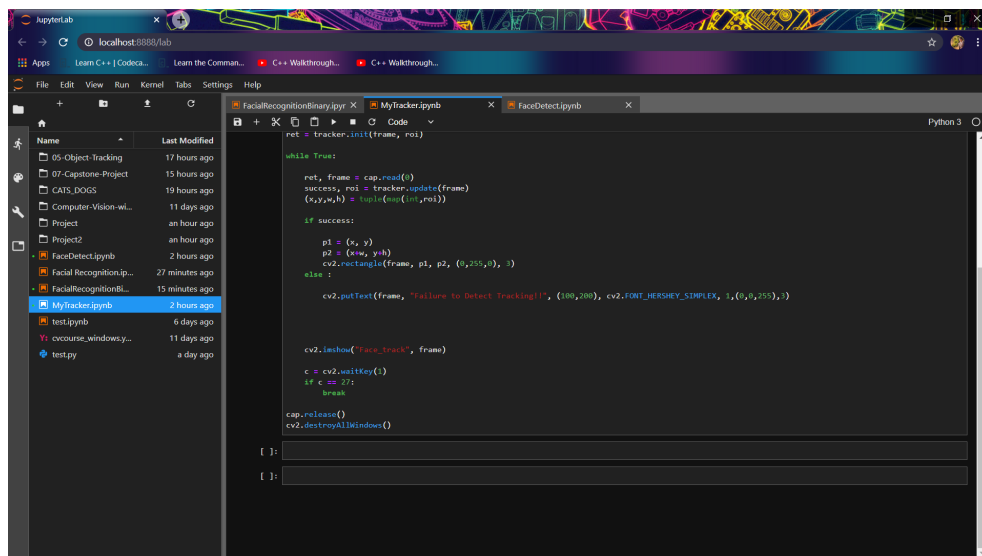 JupyterLab
localhost:8888/lab
Apps
Learn C++ | Codeca...
Learn the Comman...
C++ Walkthrough...
C++ Walkthrough...
File Edit View Run Kernel Tabs Settings Help
FacialRecognitionBinary.ipyr
MyTracker.ipynb
FaceDetect.ipynb
Code
Python 3
Name
Last Modified
05-Object-Tracking 17 hours ago
07-Capstone-Project 15 hours ago
CATS_DOGS 19 hours ago
Computer-Vision-wi... 11 days ago
Project an hour ago
Project2 an hour ago
FaceDetect.ipynb 2 hours ago
Facial Recognition.ip... 27 minutes ago
FacialRecognitionBi... 15 minutes ago
MyTracker.ipynb 2 hours ago
test.ipynb 6 days ago
Y: cvcourse_windows.y... 11 days ago
test.py a day ago
ret = tracker.init(frame, roi)
while True:
ret, frame = cap.read(0)
success, roi = tracker.update(frame)
(x,y,w,h) = tuple(map(int,roi))
if success:
p1 = (x, y)
p2 = (x+w, y+h)
cv2.rectangle(frame, p1, p2, (0,255,0), 3)
else :
cv2.putText(frame, "Failure to Detect Tracking!!", (100,200), cv2.FONT_HERSHEY_SIMPLEX, 1,(0,0,255),3)
cv2.imshow("Face_track", frame)
c = cv2.waitKey(1)
if c == 27:
break
cap.release()
cv2.destroyAllWindows()
[ ]:
[ ]: